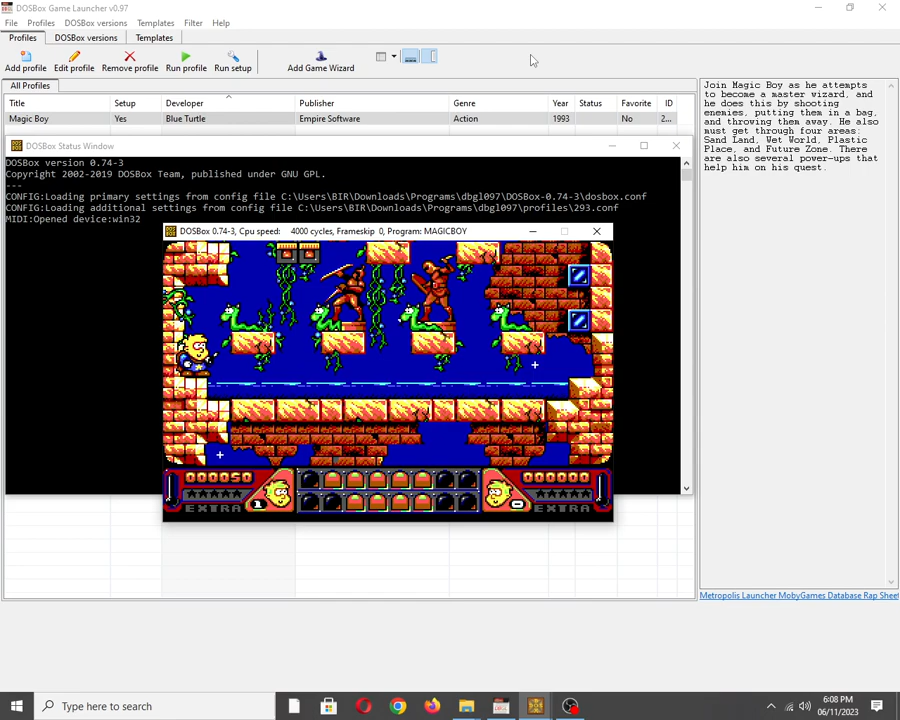 DOSBox Game Launcher v0.97
File Profiles DOSBox versions Templates Filter Help
Profiles DOSBox versions Templates
Add profile Edit profile Remove profile Run profile Run setup Add Game Wizard
All Profiles
Title Setup Developer Publisher Genre Year Status Favorite ID
Magic Boy Yes Blue Turtle Empire Software Action 1993 No 2...
DOSBox Status Window
DOSBox version 0.74-3
Copyright 2002-2019 DOSBox Team, published under GNU GPL.
---
CONFIG:Loading primary settings from config file C:\Users\BIR\Downloads\Programs\dbgl097\DOSBox-0.74-3\dosbox.conf
CONFIG:Loading additional settings from config file C:\Users\BIR\Downloads\Programs\dbgl097\profiles\293.conf
MIDI:Opened device:win32
DOSBox 0.74-3, Cpu speed: 4000 cycles, Frameskip 0, Program: MAGICBOY
000050 000000
1 0
EXTRA EXTRA
Join Magic Boy as he attempts
to become a master wizard, and
he does this by shooting
enemies, putting them in a bag,
and throwing them away. He also
must get through four areas:
Sand Land, Wet World, Plastic
Place, and Future Zone. There
are also several power-ups that
help him on his quest.
Metropolis Launcher MobyGames Database Rap Sheet
Type here to search
6:08 PM
06/11/2023